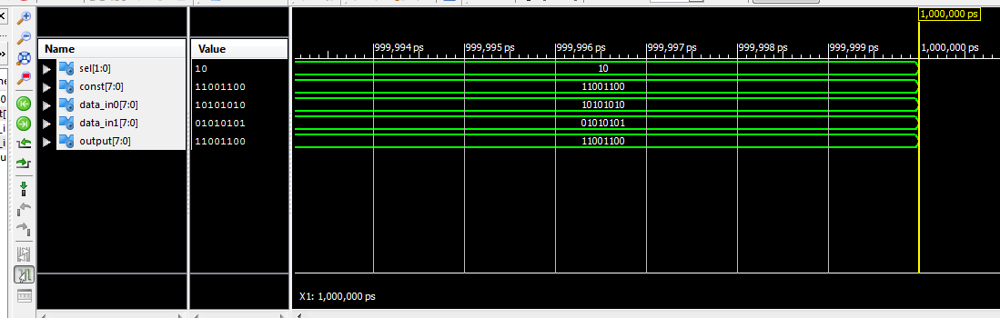 1,000,000 ps
Name Value
999,994 ps 999,995 ps 999,996 ps 999,997 ps 999,998 ps 999,999 ps 1,000,000 ps
sel[1:0] 10 10
const[7:0] 11001100 11001100
data_in0[7:0] 10101010 10101010
data_in1[7:0] 01010101 01010101
output[7:0] 11001100 11001100
X1: 1,000,000 ps